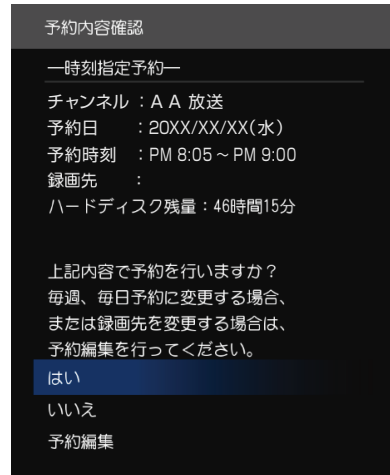 予約内容確認
―時刻指定予約―
チャンネル：ＡＡ 放送
予約日　：20XX/XX/XX(水)
予約時刻　：PM 8:05～PM 9:00
録画先　：
ハードディスク残量：46時間15分
上記内容で予約を行いますか？
毎週、毎日予約に変更する場合、
または録画先を変更する場合は、
予約編集を行ってください。
はい
いいえ
予約編集